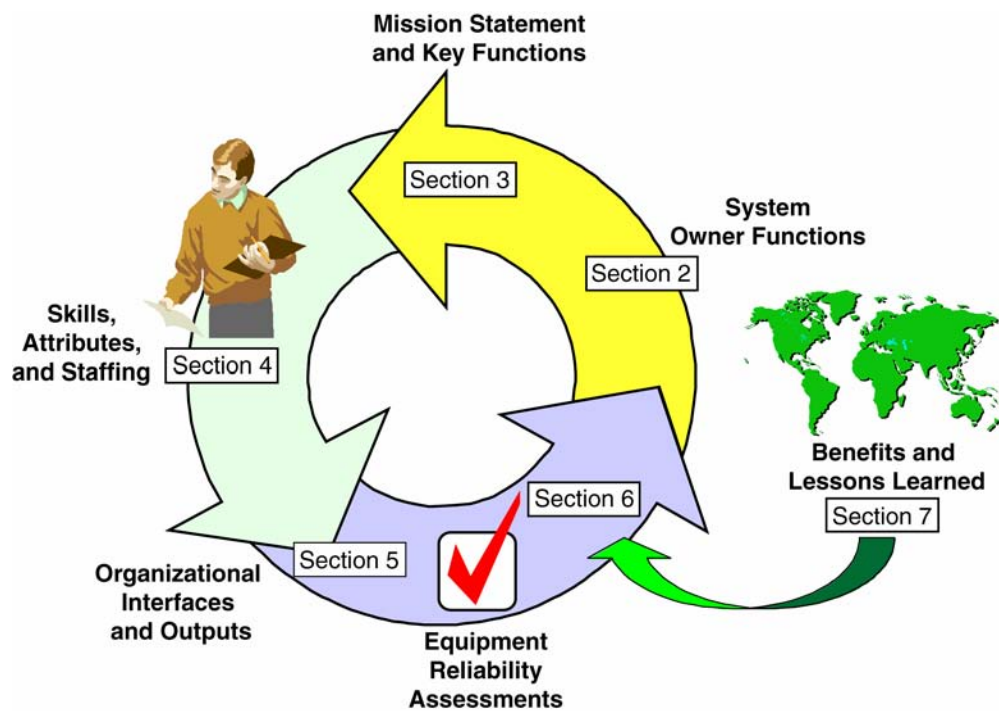 Mission Statement
and Key Functions
Section 3
System
Owner Functions
Section 2
Skills,
Attributes,
and Staffing
Section 4
Benefits and
Lessons Learned
Section 7
Section 6
Section 5
Organizational
Interfaces
and Outputs
Equipment
Reliability
Assessments